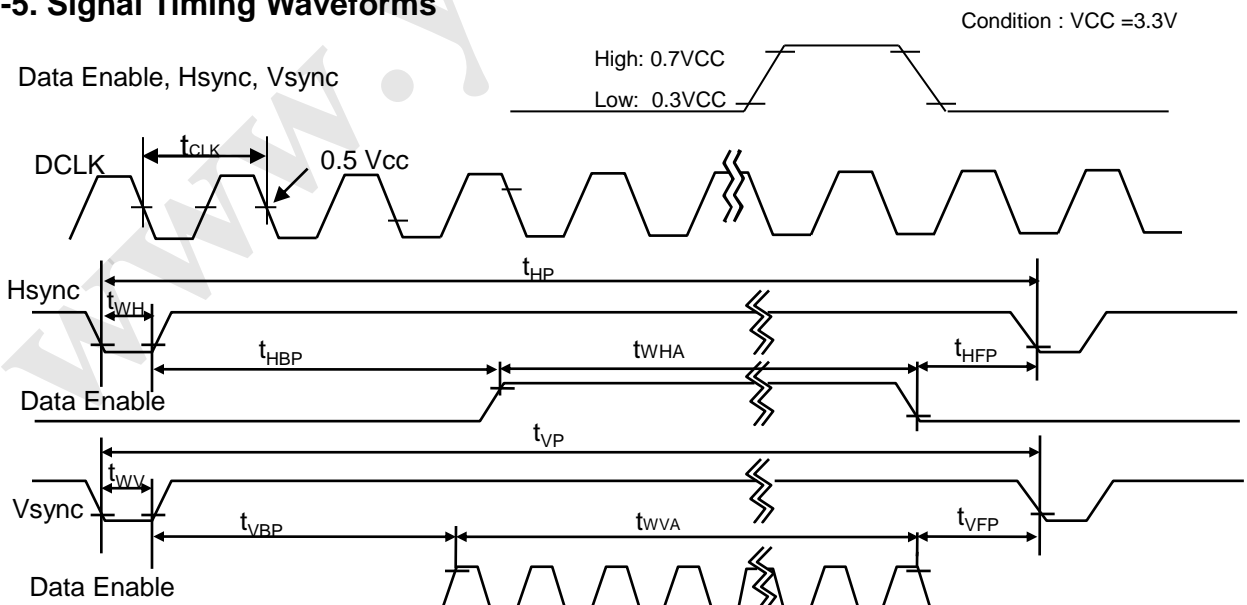 -5. Signal Timing Waveforms
Condition : VCC =3.3V
High: 0.7VCC
Data Enable, Hsync, Vsync
Low: 0.3VCC
tCLK
0.5 Vcc
DCLK
tHP
Hsync
tWH
tHBP
tWHA
tHFP
Data Enable
tVP
tWV
Vsync
tVBP
tWVA
tVFP
Data Enable
www.y